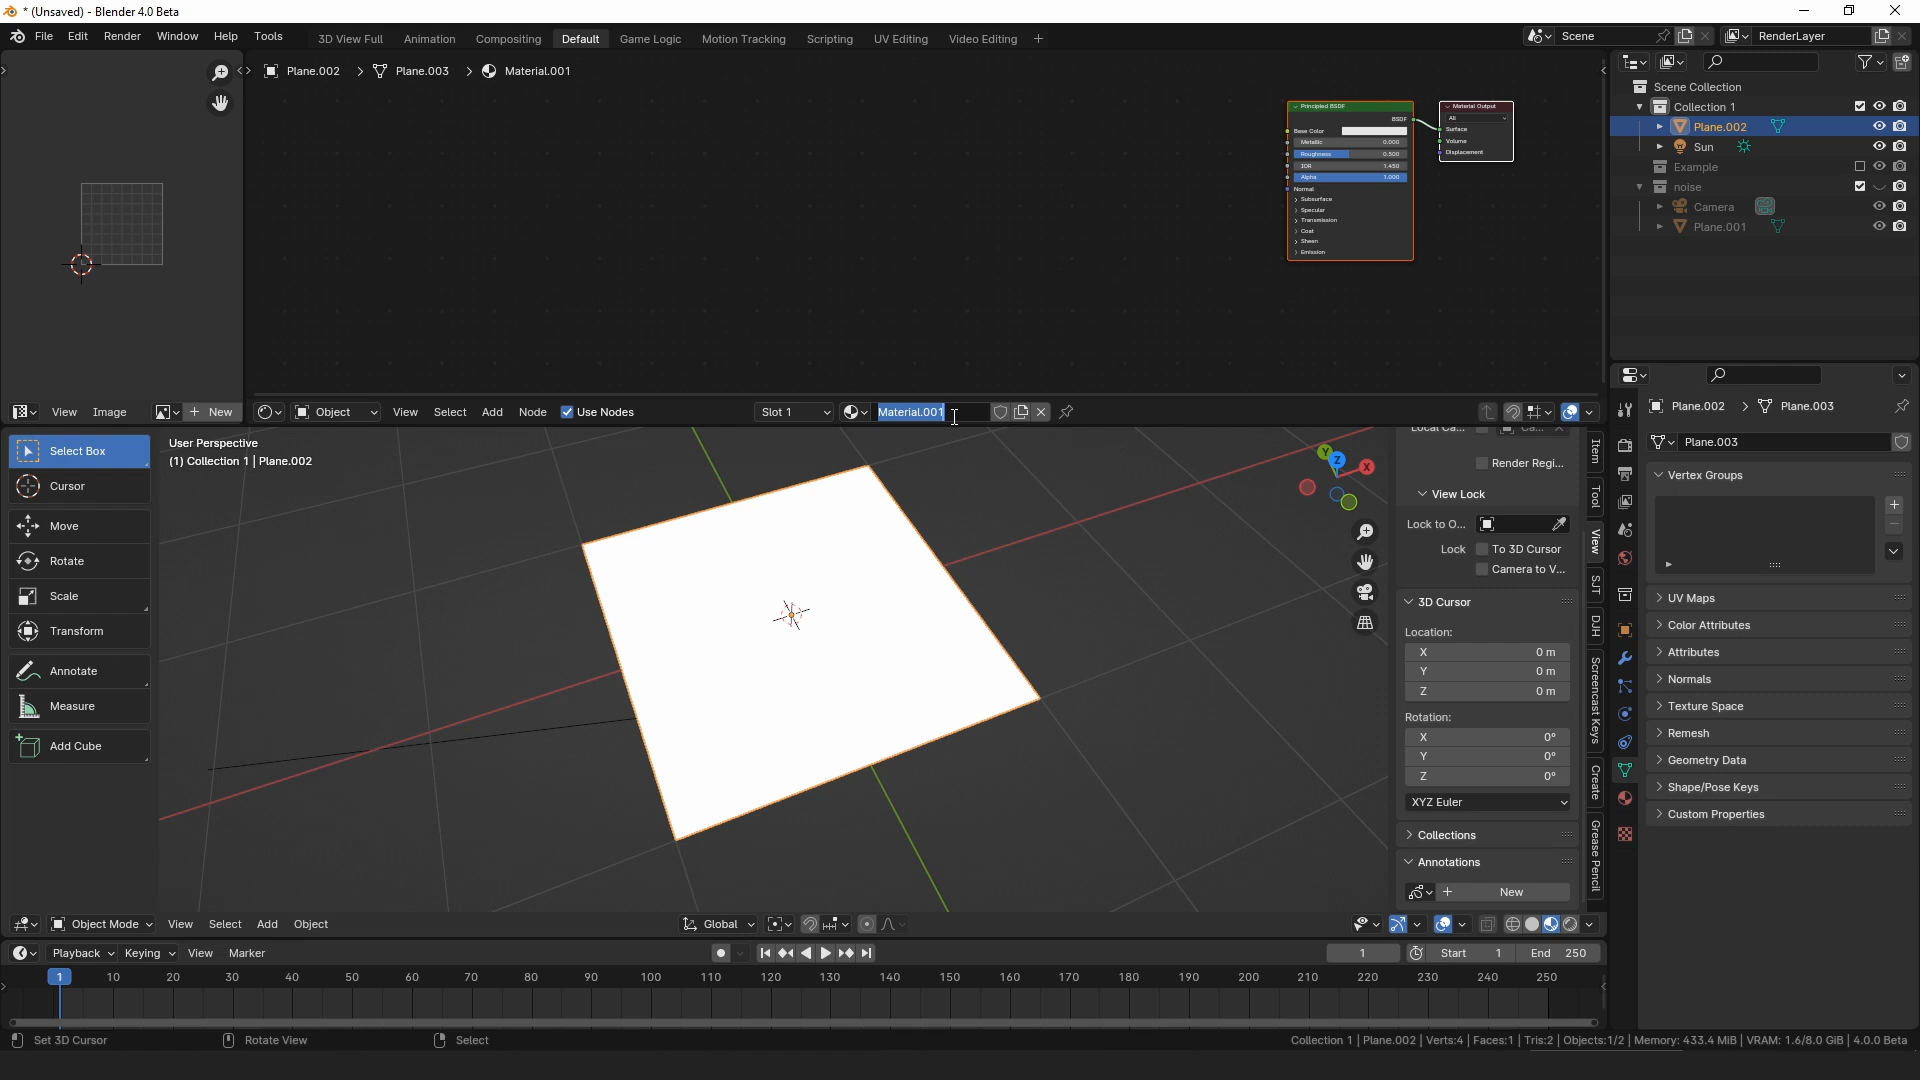 * (Unsaved) - Blender 4.0 Beta
File Edit Render Window Help Tools 3D View Full Animation Compositing Default Game Logic Motion Tracking Scripting UV Editing Video Editing Scene RenderLayer
Plane.002 > Plane.003 > Material.001
Principled BSDF
BSDF
Base Color
Metallic 0.000
Roughness 0.500
IOR 1.450
Alpha 1.000
Normal
Subsurface
Specular
Transmission
Coat
Sheen
Emission
Material Output
All
Surface
Volume
Displacement
Scene Collection
Collection 1
Plane.002
Sun
Example
noise
Camera
Plane.001
View Image New
Object View Select Add Node Use Nodes Slot 1 Material.001
Select Box
Cursor
Move
Rotate
Scale
Transform
Annotate
Measure
Add Cube
User Perspective
(1) Collection 1 | Plane.002
X
Y
Z
Local Ca...
Ca...
Render Regi...
View Lock
Lock to O...
Lock To 3D Cursor
Camera to V...
3D Cursor
Location:
X 0 m
Y 0 m
Z 0 m
Rotation:
X 0°
Y 0°
Z 0°
XYZ Euler
Collections
Annotations
New
Item
Tool
View
SJT
DJH
Screencast Keys
Create
Grease Pencil
Plane.002 > Plane.003
Plane.003
Vertex Groups
UV Maps
Color Attributes
Attributes
Normals
Texture Space
Remesh
Geometry Data
Shape/Pose Keys
Custom Properties
Object Mode View Select Add Object Global
Playback Keying View Marker 1 Start 1 End 250
1 10 20 30 40 50 60 70 80 90 100 110 120 130 140 150 160 170 180 190 200 210 220 230 240 250
Set 3D Cursor Rotate View Select Collection 1 | Plane.002 | Verts:4 | Faces:1 | Tris:2 | Objects:1/2 | Memory: 433.4 MiB | VRAM: 1.6/8.0 GiB | 4.0.0 Beta